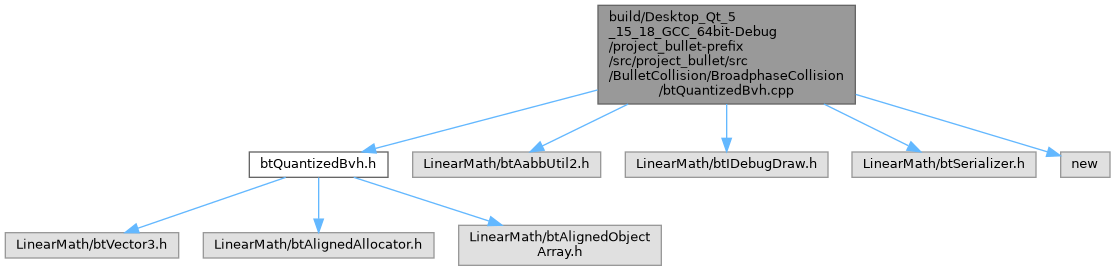 build/Desktop_Qt_5
_15_18_GCC_64bit-Debug
/project_bullet-prefix
/src/project_bullet/src
/BulletCollision/BroadphaseCollision
/btQuantizedBvh.cpp
btQuantizedBvh.h
LinearMath/btAabbUtil2.h
LinearMath/btIDebugDraw.h
LinearMath/btSerializer.h
new
LinearMath/btVector3.h
LinearMath/btAlignedAllocator.h
LinearMath/btAlignedObject
Array.h